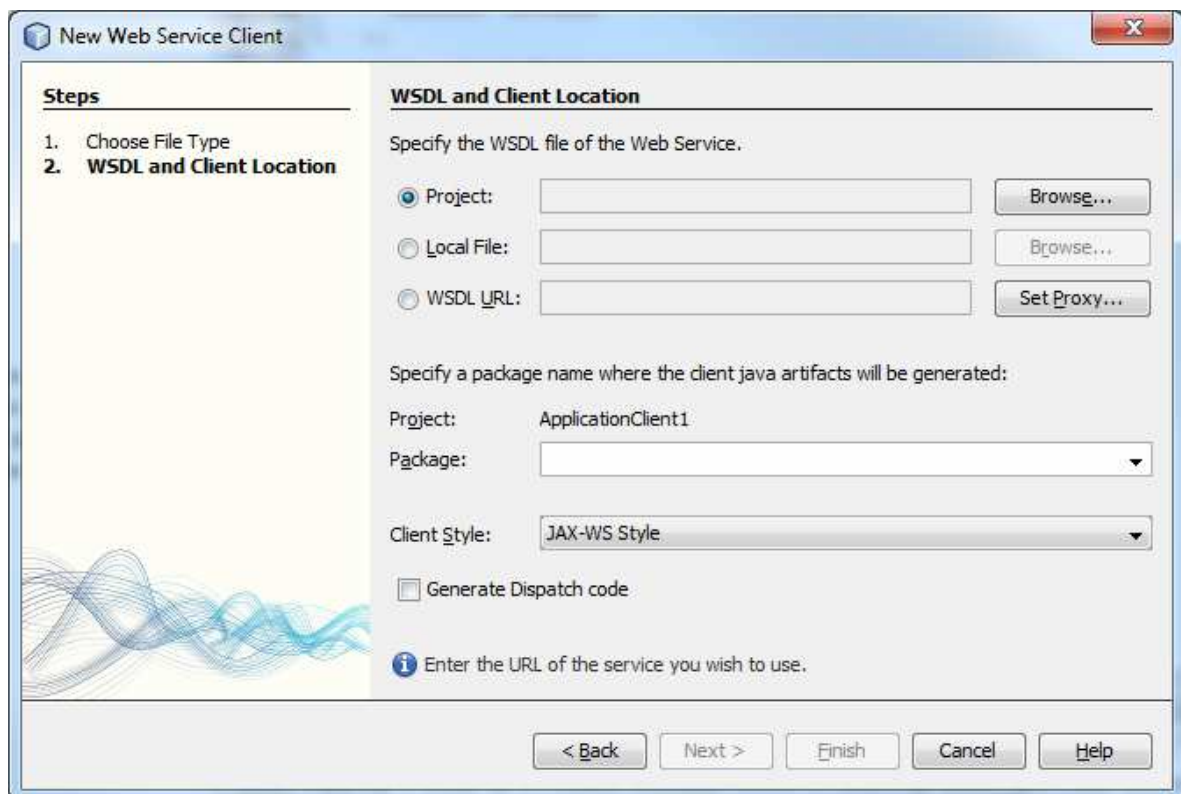 New Web Service Client
Steps
1. Choose File Type
2. WSDL and Client Location
WSDL and Client Location
Specify the WSDL file of the Web Service.
Project: Browse...
Local File: Browse...
WSDL URL: Set Proxy...
Specify a package name where the client java artifacts will be generated:
Project: ApplicationClient1
Package:
Client Style: JAX-WS Style
Generate Dispatch code
Enter the URL of the service you wish to use.
< Back Next > Finish Cancel Help